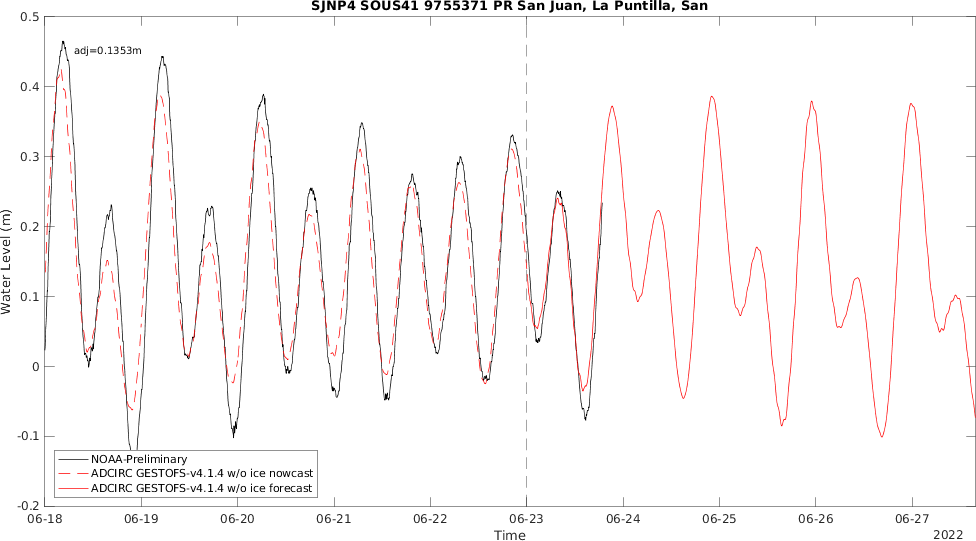 SJNP4 SOUS41 9755371 PR San Juan, La Puntilla, San
0.5
0.4
0.3
0.2
0.1
0
-0.1
-0.2
Water Level (m)
adj=0.1353m
NOAA-Preliminary
ADCIRC GESTOFS-v4.1.4 w/o ice nowcast
ADCIRC GESTOFS-v4.1.4 w/o ice forecast
06-18 06-19 06-20 06-21 06-22 06-23 06-24 06-25 06-26 06-27
Time
2022